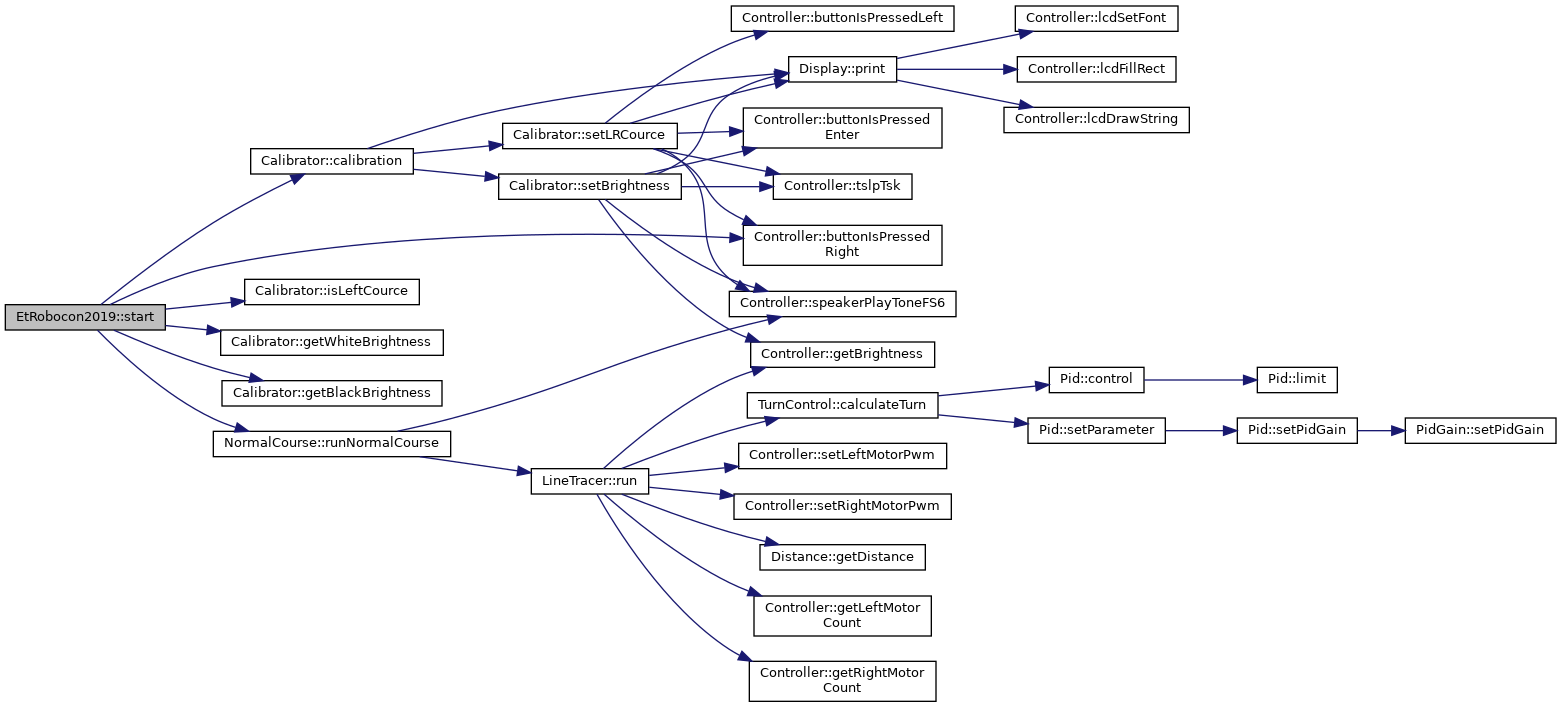 EtRobocon2019::start
Calibrator::calibration
Calibrator::isLeftCource
Calibrator::getWhiteBrightness
Calibrator::getBlackBrightness
NormalCourse::runNormalCourse
Calibrator::setLRCource
Calibrator::setBrightness
LineTracer::run
Controller::buttonIsPressedLeft
Display::print
Controller::buttonIsPressed
Enter
Controller::tslpTsk
Controller::buttonIsPressed
Right
Controller::speakerPlayToneFS6
Controller::getBrightness
TurnControl::calculateTurn
Controller::setLeftMotorPwm
Controller::setRightMotorPwm
Distance::getDistance
Controller::getLeftMotor
Count
Controller::getRightMotor
Count
Controller::lcdSetFont
Controller::lcdFillRect
Controller::lcdDrawString
Pid::control
Pid::setParameter
Pid::limit
Pid::setPidGain
PidGain::setPidGain